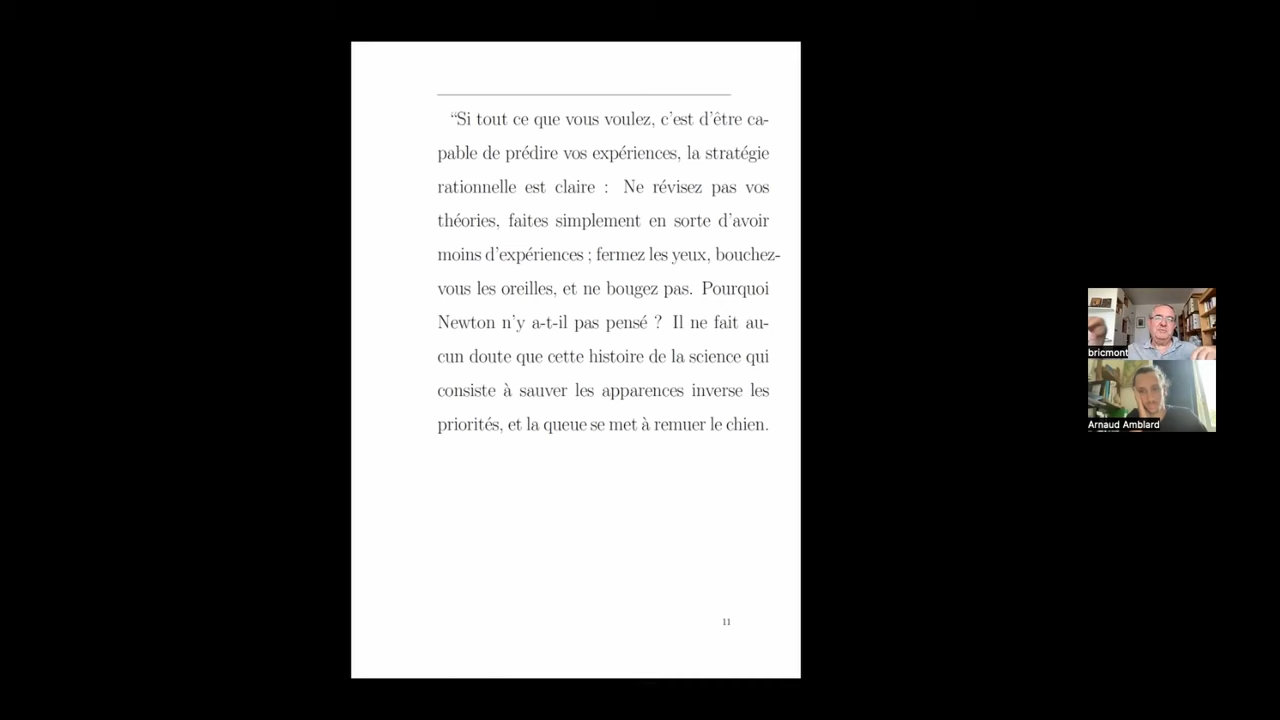 “Si tout ce que vous voulez, c’est d’être ca-
pable de prédire vos expériences, la stratégie
rationnelle est claire : Ne révisez pas vos
théories, faites simplement en sorte d’avoir
moins d’expériences ; fermez les yeux, bouchez-
vous les oreilles, et ne bougez pas. Pourquoi
Newton n’y a-t-il pas pensé ? Il ne fait au-
cun doute que cette histoire de la science qui
consiste à sauver les apparences inverse les
priorités, et la queue se met à remuer le chien.
11
bricmont
Arnaud Amblard